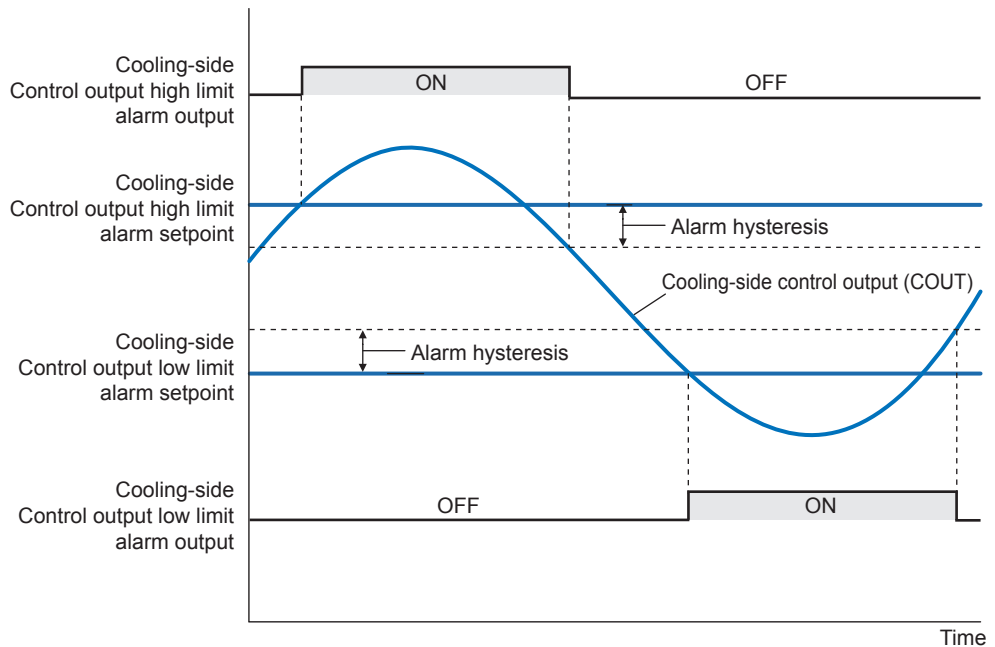 Cooling-side
Control output high limit
alarm output
ON
OFF
Cooling-side
Control output high limit
alarm setpoint
Alarm hysteresis
Cooling-side control output (COUT)
Cooling-side
Control output low limit
alarm setpoint
Alarm hysteresis
Cooling-side
Control output low limit
alarm output
OFF
ON
Time